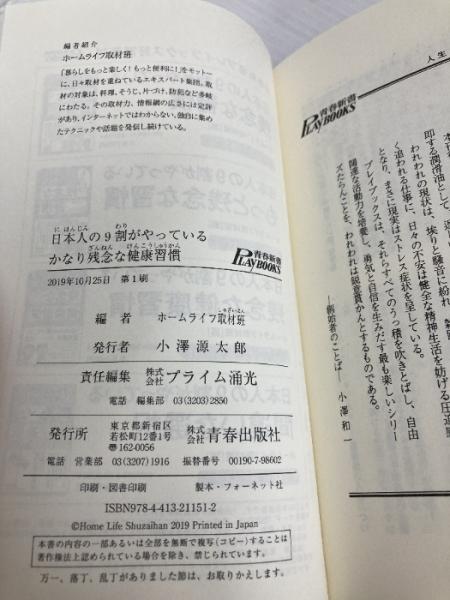 編者紹介
ホームライフ取材班
「暮らしをもっと楽しく! もっと便利に!」をモットー
に、日々取材を重ねているエキスパート集団。取
材の対象は、料理、そうじ、片づけ、防犯など多岐
にわたる。その取材力、情報網の広さには定評
があり、インターネットではわからない、独自に集め
たテクニックや話題を発信し続けている。
日本人の9割がやっている
かなり残念な健康習慣
青春新書
PLAYBOOKS
2019年10月25日 第1刷
編者 ホームライフ取材班
発行者 小澤源太郎
責任編集 株式会社プライム涌光
電話 編集部 03(3203)2850
発行所 東京都新宿区若松町12番1号 株式会社青春出版社
電話 営業部 03(3207)1916 振替番号 00190-7-98602
印刷・図書印刷 製本・フォーネット社
ISBN978-4-413-21151-2
©Home Life Shuzaihan 2019 Printed in Japan
本書の内容の一部あるいは全部を無断で複写(コピー)することは
著作権法上認められている場合を除き、禁じられています。
万一、落丁、乱丁がありました節は、お取りかえします。
人生
青春新書
PLAYBOOKS
即する潤滑油として
われわれの現状は、埃りと騒音に紛れ、
く追われる仕事に、日々の不安は健全な精神生活を妨げる圧迫感
となり、まさに現実はストレス症状を呈している。
プレイブックスは、それらすべてのうっ積を吹きとばし、自由
闊達な活動力を培養し、勇気と自信を生みだす最も楽しいシリー
ズたらんことを、われわれは鋭意貫かんとするものである。
―創始者のことば― 小澤和一